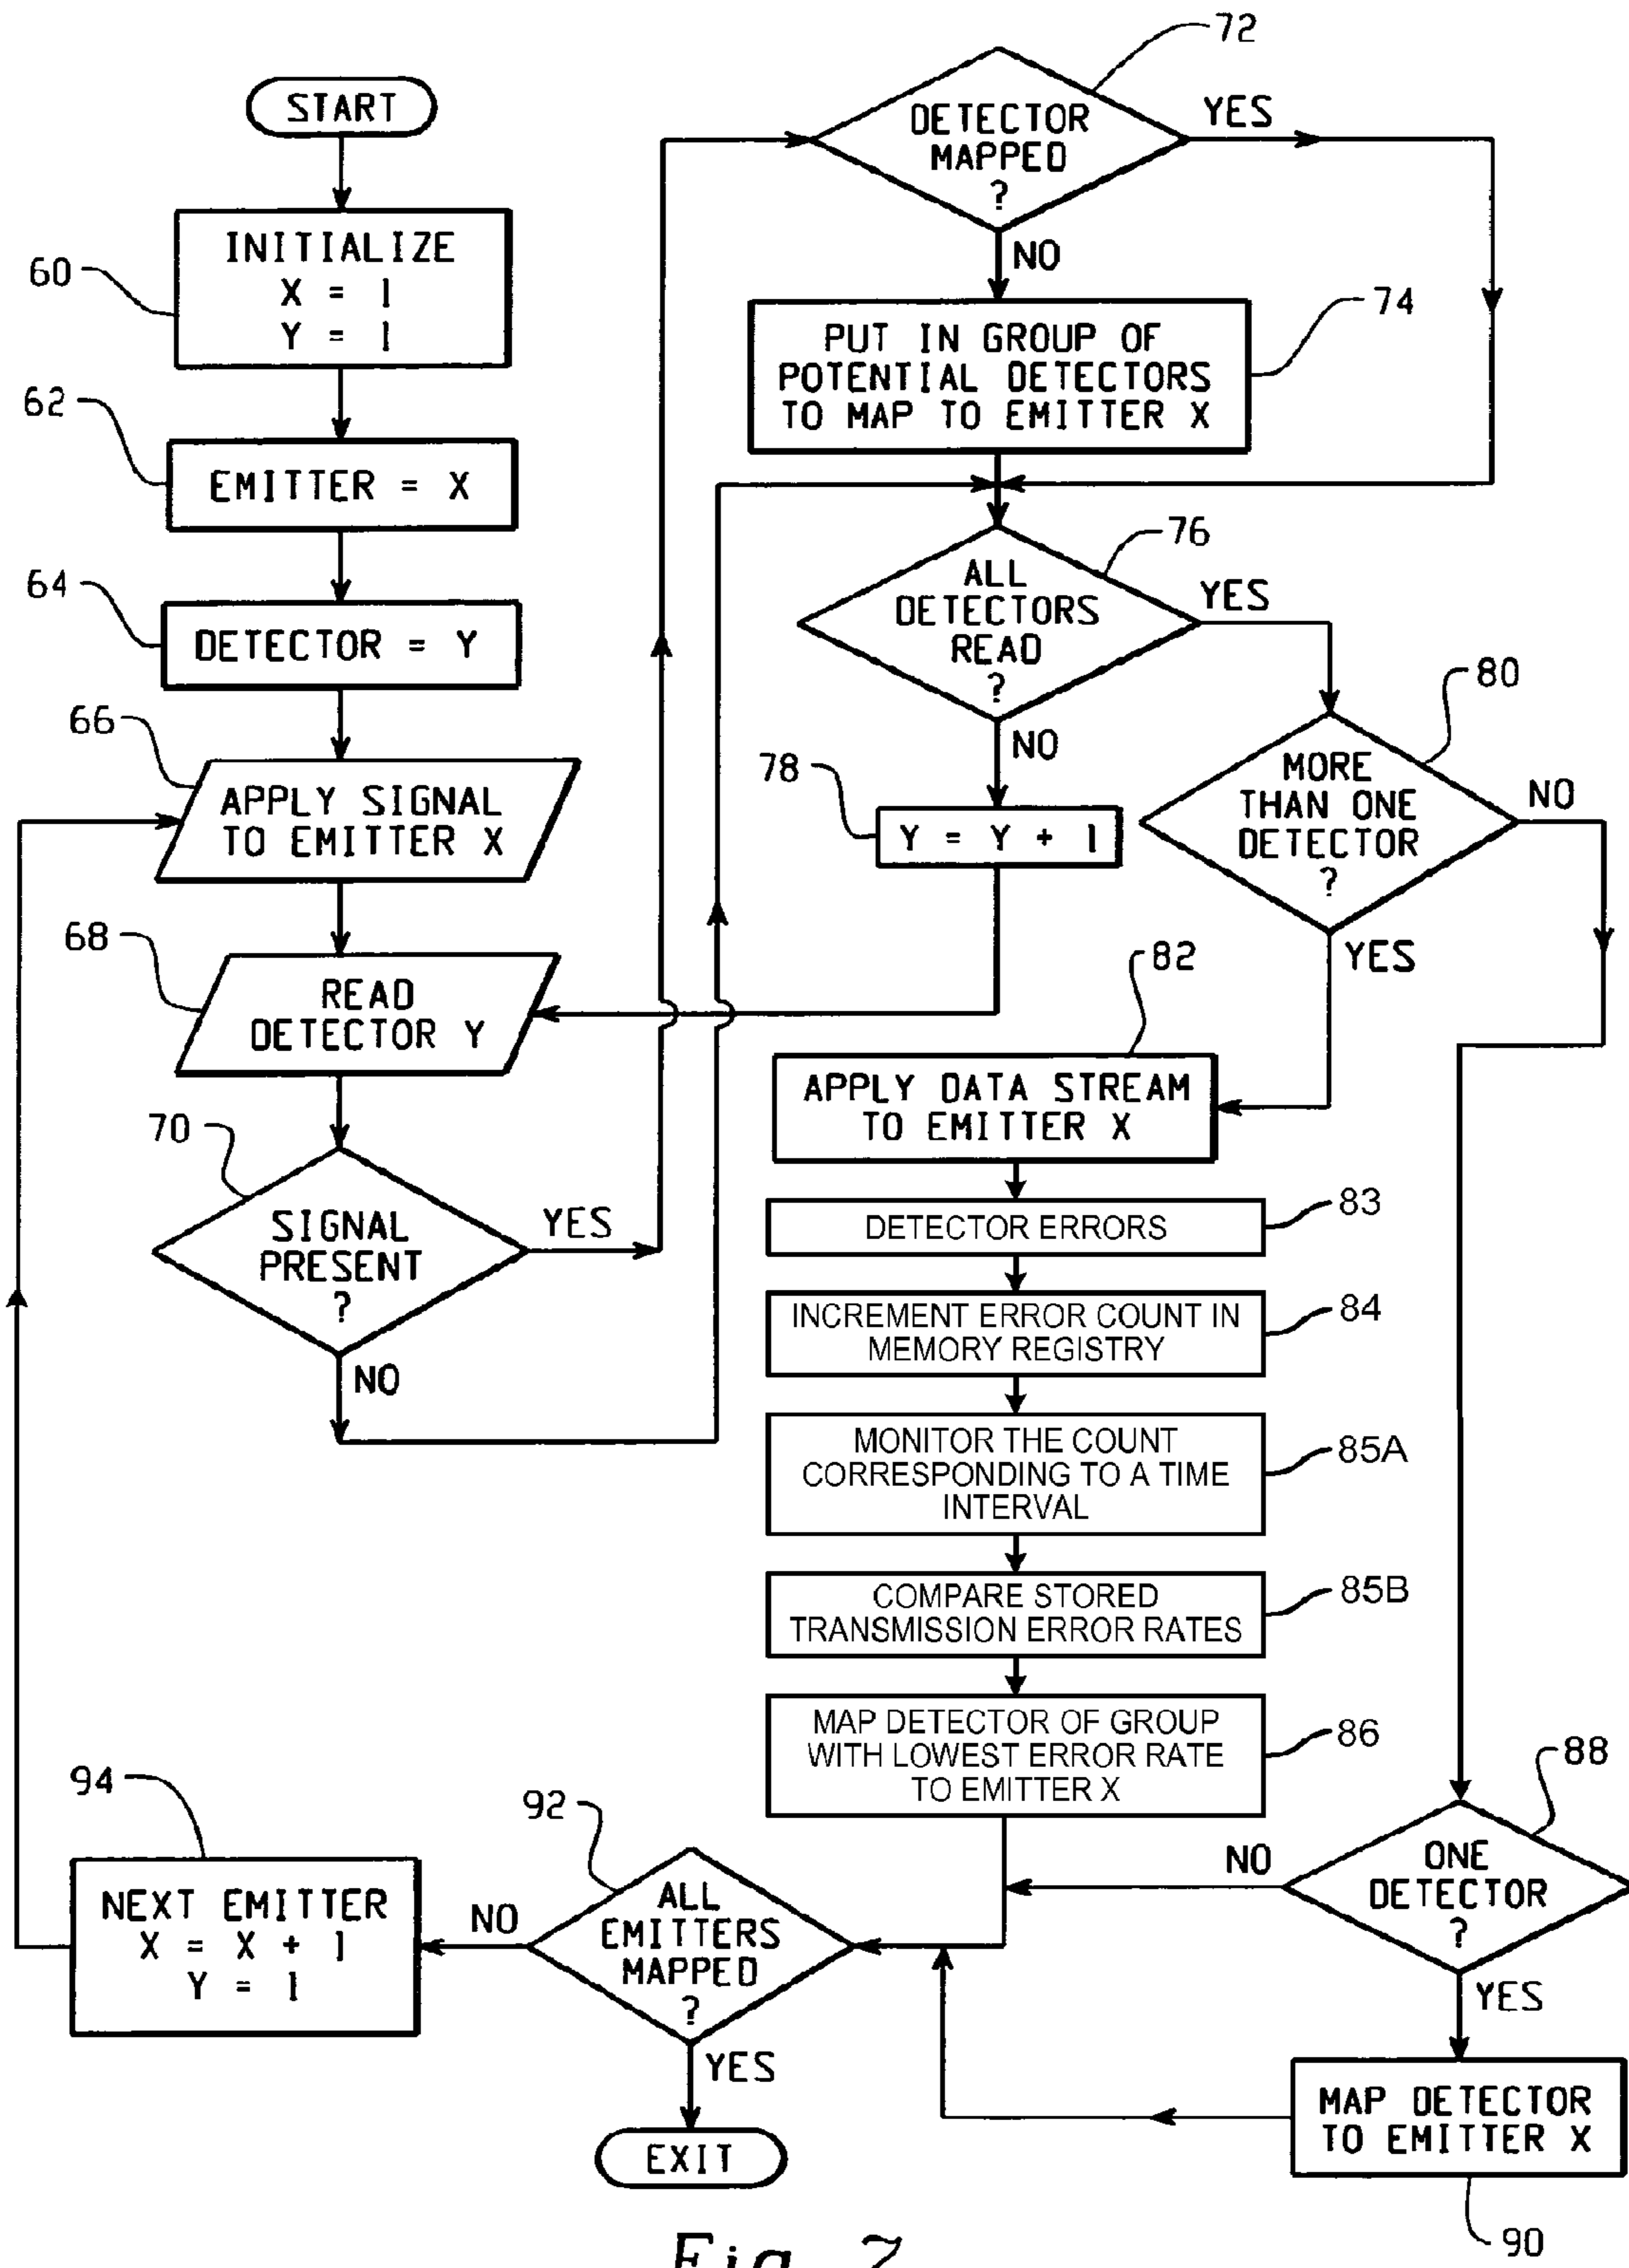 START
60
INITIALIZE
X = 1
Y = 1
62
EMITTER = X
64
DETECTOR = Y
66
APPLY SIGNAL
TO EMITTER X
68
READ
DETECTOR Y
70
SIGNAL
PRESENT
?
YES
NO
72
DETECTOR
MAPPED
?
YES
NO
74
PUT IN GROUP OF
POTENTIAL DETECTORS
TO MAP TO EMITTER X
76
ALL
DETECTORS
READ
?
YES
NO
78
Y = Y + 1
80
MORE
THAN ONE
DETECTOR
?
NO
YES
82
APPLY DATA STREAM
TO EMITTER X
83
DETECTOR ERRORS
84
INCREMENT ERROR COUNT IN
MEMORY REGISTRY
85A
MONITOR THE COUNT
CORRESPONDING TO A TIME
INTERVAL
85B
COMPARE STORED
TRANSMISSION ERROR RATES
86
MAP DETECTOR OF GROUP
WITH LOWEST ERROR RATE
TO EMITTER X
88
ONE
DETECTOR
?
NO
YES
MAP DETECTOR
TO EMITTER X
90
92
ALL
EMITTERS
MAPPED
?
NO
YES
94
NEXT EMITTER
X = X + 1
Y = 1
EXIT
Fig. 7